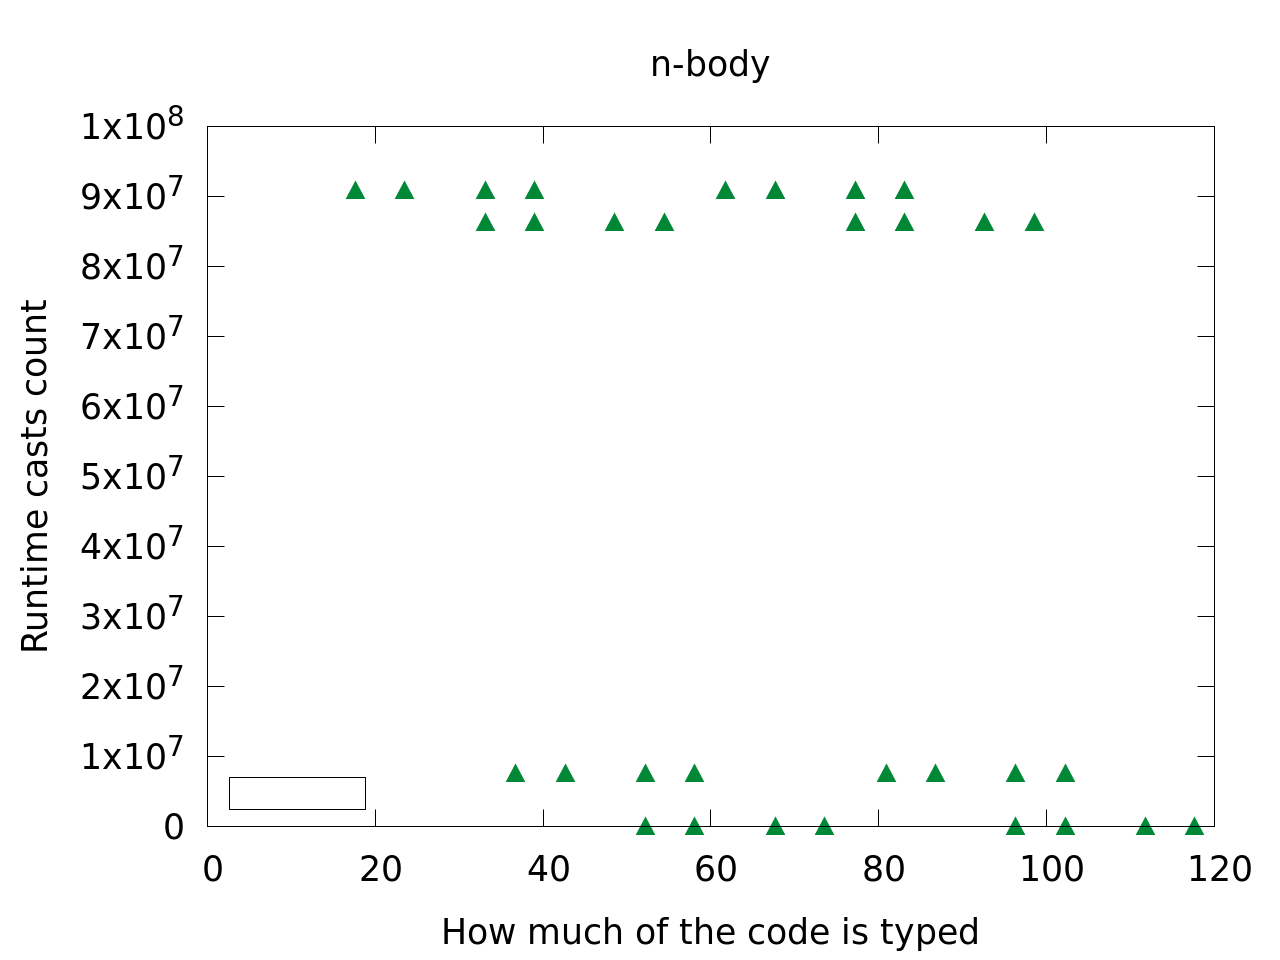 n-body
1x10⁸
9x10⁷
8x10⁷
7x10⁷
6x10⁷
5x10⁷
4x10⁷
3x10⁷
2x10⁷
1x10⁷
0
Runtime casts count
0 20 40 60 80 100 120
How much of the code is typed